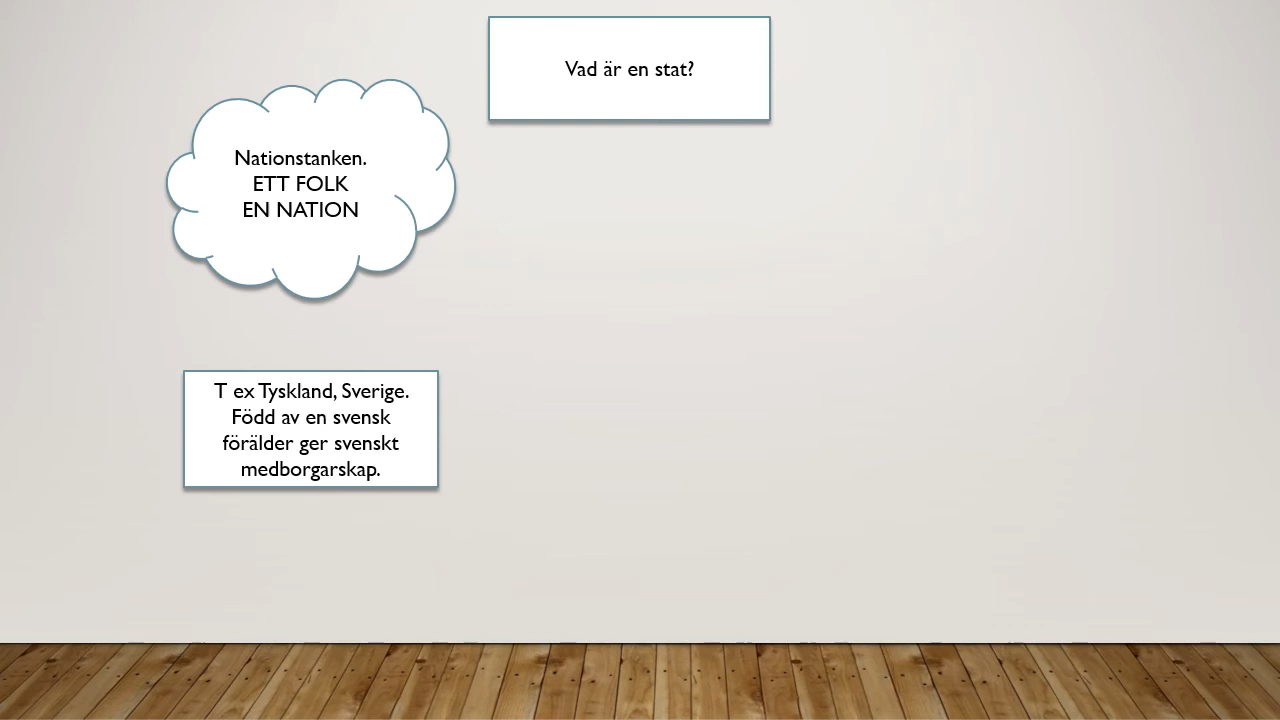 Vad är en stat?
Nationstanken.
ETT FOLK
EN NATION
T ex Tyskland, Sverige.
Född av en svensk
förälder ger svenskt
medborgarskap.